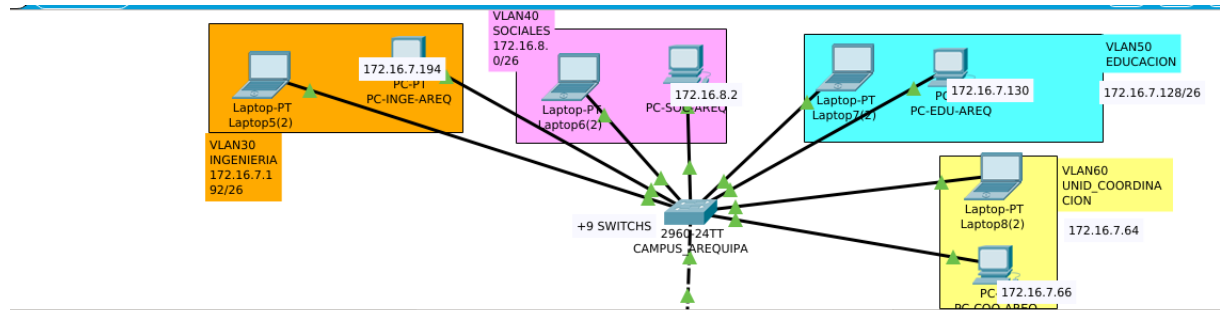 172.16.7.194
PC-PT
PC-INGE-AREQ
Laptop-PT
Laptop5(2)
VLAN30
INGENIERIA
172.16.7.1
92/26
VLAN40
SOCIALES
172.16.8.
0/26
172.16.8.2
Laptop-PT
Laptop6(2)
VLAN50
EDUCACION
172.16.7.128/26
172.16.7.130
Laptop-PT
Laptop7(2)
PC-EDU-AREQ
VLAN60
UNID_COORDINA
CION
172.16.7.64
Laptop-PT
Laptop8(2)
172.16.7.66
PC-COO-AREQ
+9 SWITCHS
2960-24TT
CAMPUS_AREQUIPA